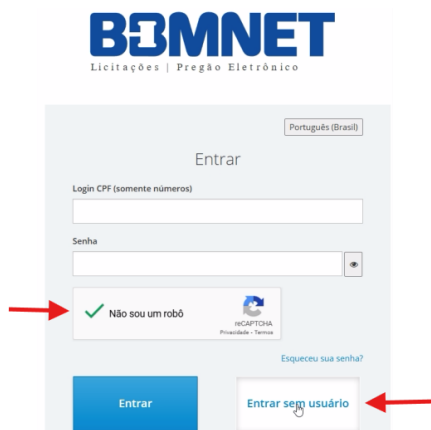 BBMNET
Licitações | Pregão Eletrônico
Português (Brasil)
Entrar
Login CPF (somente números)
Senha
Não sou um robô
reCAPTCHA
Privacidade - Termos
Esqueceu sua senha?
Entrar
Entrar sem usuário